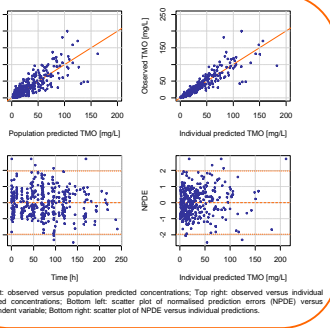 250
200
150
100
50
0
Observed TMO [mg/L]
0 50 100 150 200
0 50 100 150 200
Population predicted TMO [mg/L]
Individual predicted TMO [mg/L]
2
1
0
-1
-2
NPDE
0 50 100 150 200 250
0 50 100 150 200
Time [h]
Individual predicted TMO [mg/L]
t: observed versus population predicted concentrations; Top right: observed versus individual
ed concentrations; Bottom left: scatter plot of normalised prediction errors (NPDE) versus
ndent variable; Bottom right: scatter plot of NPDE versus individual predictions.